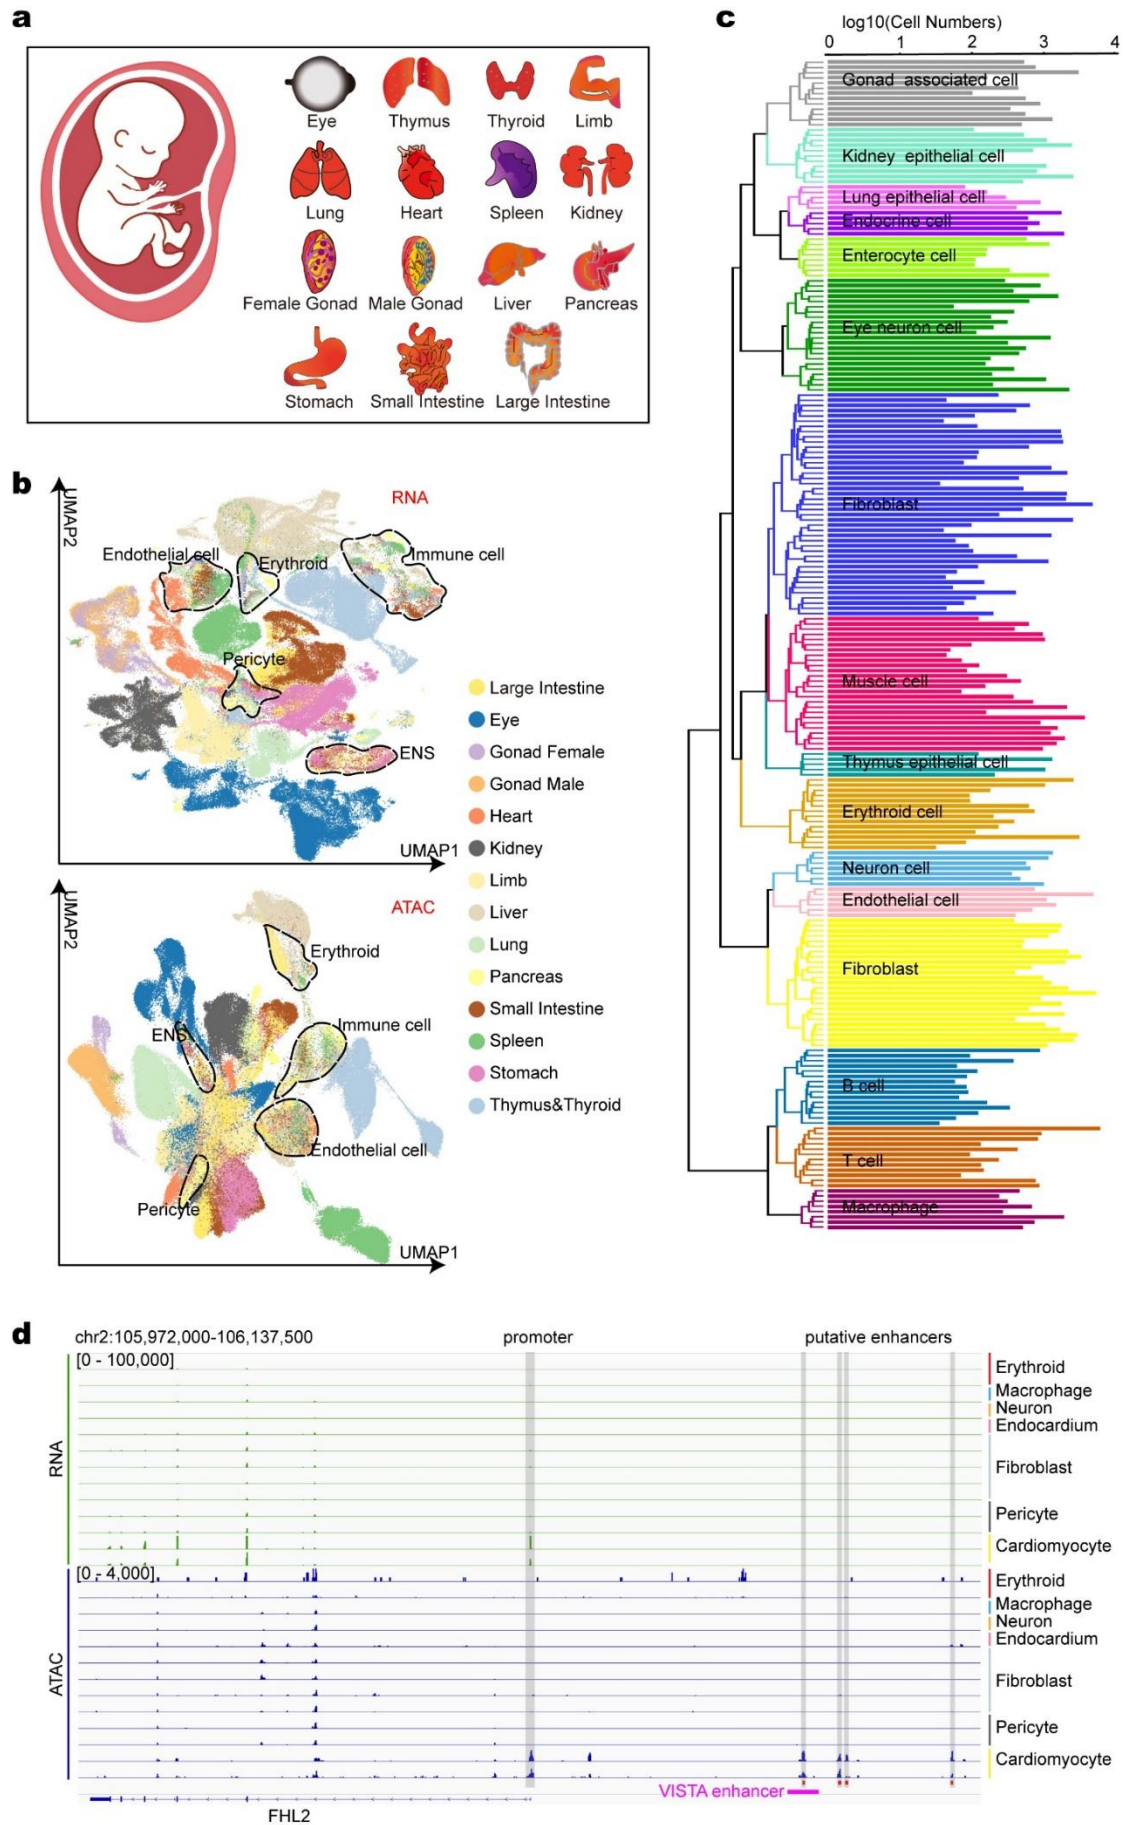 a
Eye
Thymus
Thyroid
Limb
Lung
Heart
Spleen
Kidney
Female Gonad
Male Gonad
Liver
Pancreas
Stomach
Small Intestine
Large Intestine
b
UMAP2
RNA
Endothelial cell
Erythroid
Immune cell
Pericyte
ENS
UMAP1
UMAP2
ATAC
Erythroid
Immune cell
ENS
Endothelial cell
Pericyte
UMAP1
Large Intestine
Eye
Gonad Female
Gonad Male
Heart
Kidney
Limb
Liver
Lung
Pancreas
Small Intestine
Spleen
Stomach
Thymus&Thyroid
c
log10(Cell Numbers)
0 1 2 3 4
Gonad associated cell
Kidney epithelial cell
Lung epithelial cell
Endocrine cell
Enterocyte cell
Eye neuron cell
Fibroblast
Muscle cell
Thymus epithelial cell
Erythroid cell
Neuron cell
Endothelial cell
Fibroblast
B cell
T cell
Macrophage
d
chr2:105,972,000-106,137,500
promoter
putative enhancers
[0 - 100,000]
RNA
Erythroid
Macrophage
Neuron
Endocardium
Fibroblast
Pericyte
Cardiomyocyte
[0 - 4,000]
ATAC
Erythroid
Macrophage
Neuron
Endocardium
Fibroblast
Pericyte
Cardiomyocyte
VISTA enhancer
FHL2